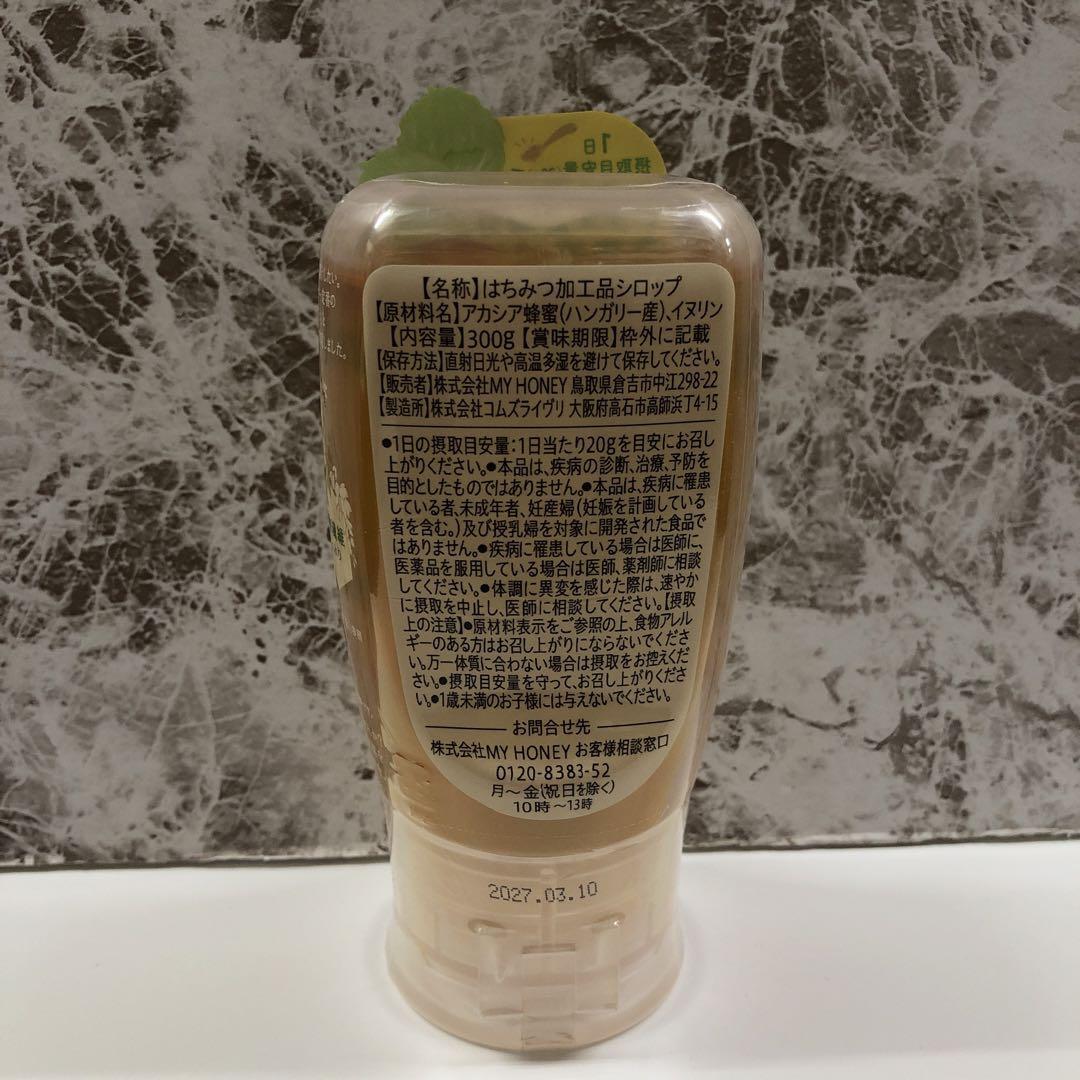 1日
摂取目安量
【名称】はちみつ加工品シロップ
【原材料名】アカシア蜂蜜(ハンガリー産)、イヌリン
【内容量】300g【賞味期限】枠外に記載
【保存方法】直射日光や高温多湿を避けて保存してください。
【販売者】株式会社MY HONEY 鳥取県倉吉市中江298-22
【製造所】株式会社コムズライヴリ 大阪府高石市高師浜丁4-15
●1日の摂取目安量：1日当たり20gを目安にお召し
上がりください。●本品は、疾病の診断、治療、予防を
目的としたものではありません。●本品は、疾病に罹患
している者、未成年者、妊産婦(妊娠を計画している
者を含む。)及び授乳婦を対象に開発された食品で
はありません。●疾病に罹患している場合は医師に、
医薬品を服用している場合は医師、薬剤師に相談
してください。●体調に異変を感じた際は、速やか
に摂取を中止し、医師に相談してください。【摂取
上の注意】●原材料表示をご参照の上、食物アレル
ギーのある方はお召し上がりにならないでくださ
い。万一体質に合わない場合は摂取をお控えくだ
さい。●摂取目安量を守って、お召し上がりくださ
い。●1歳未満のお子様には与えないでください。
お問合せ先
株式会社MY HONEY お客様相談窓口
0120-8383-52
月～金(祝日を除く)
10時～13時
2027.03.10